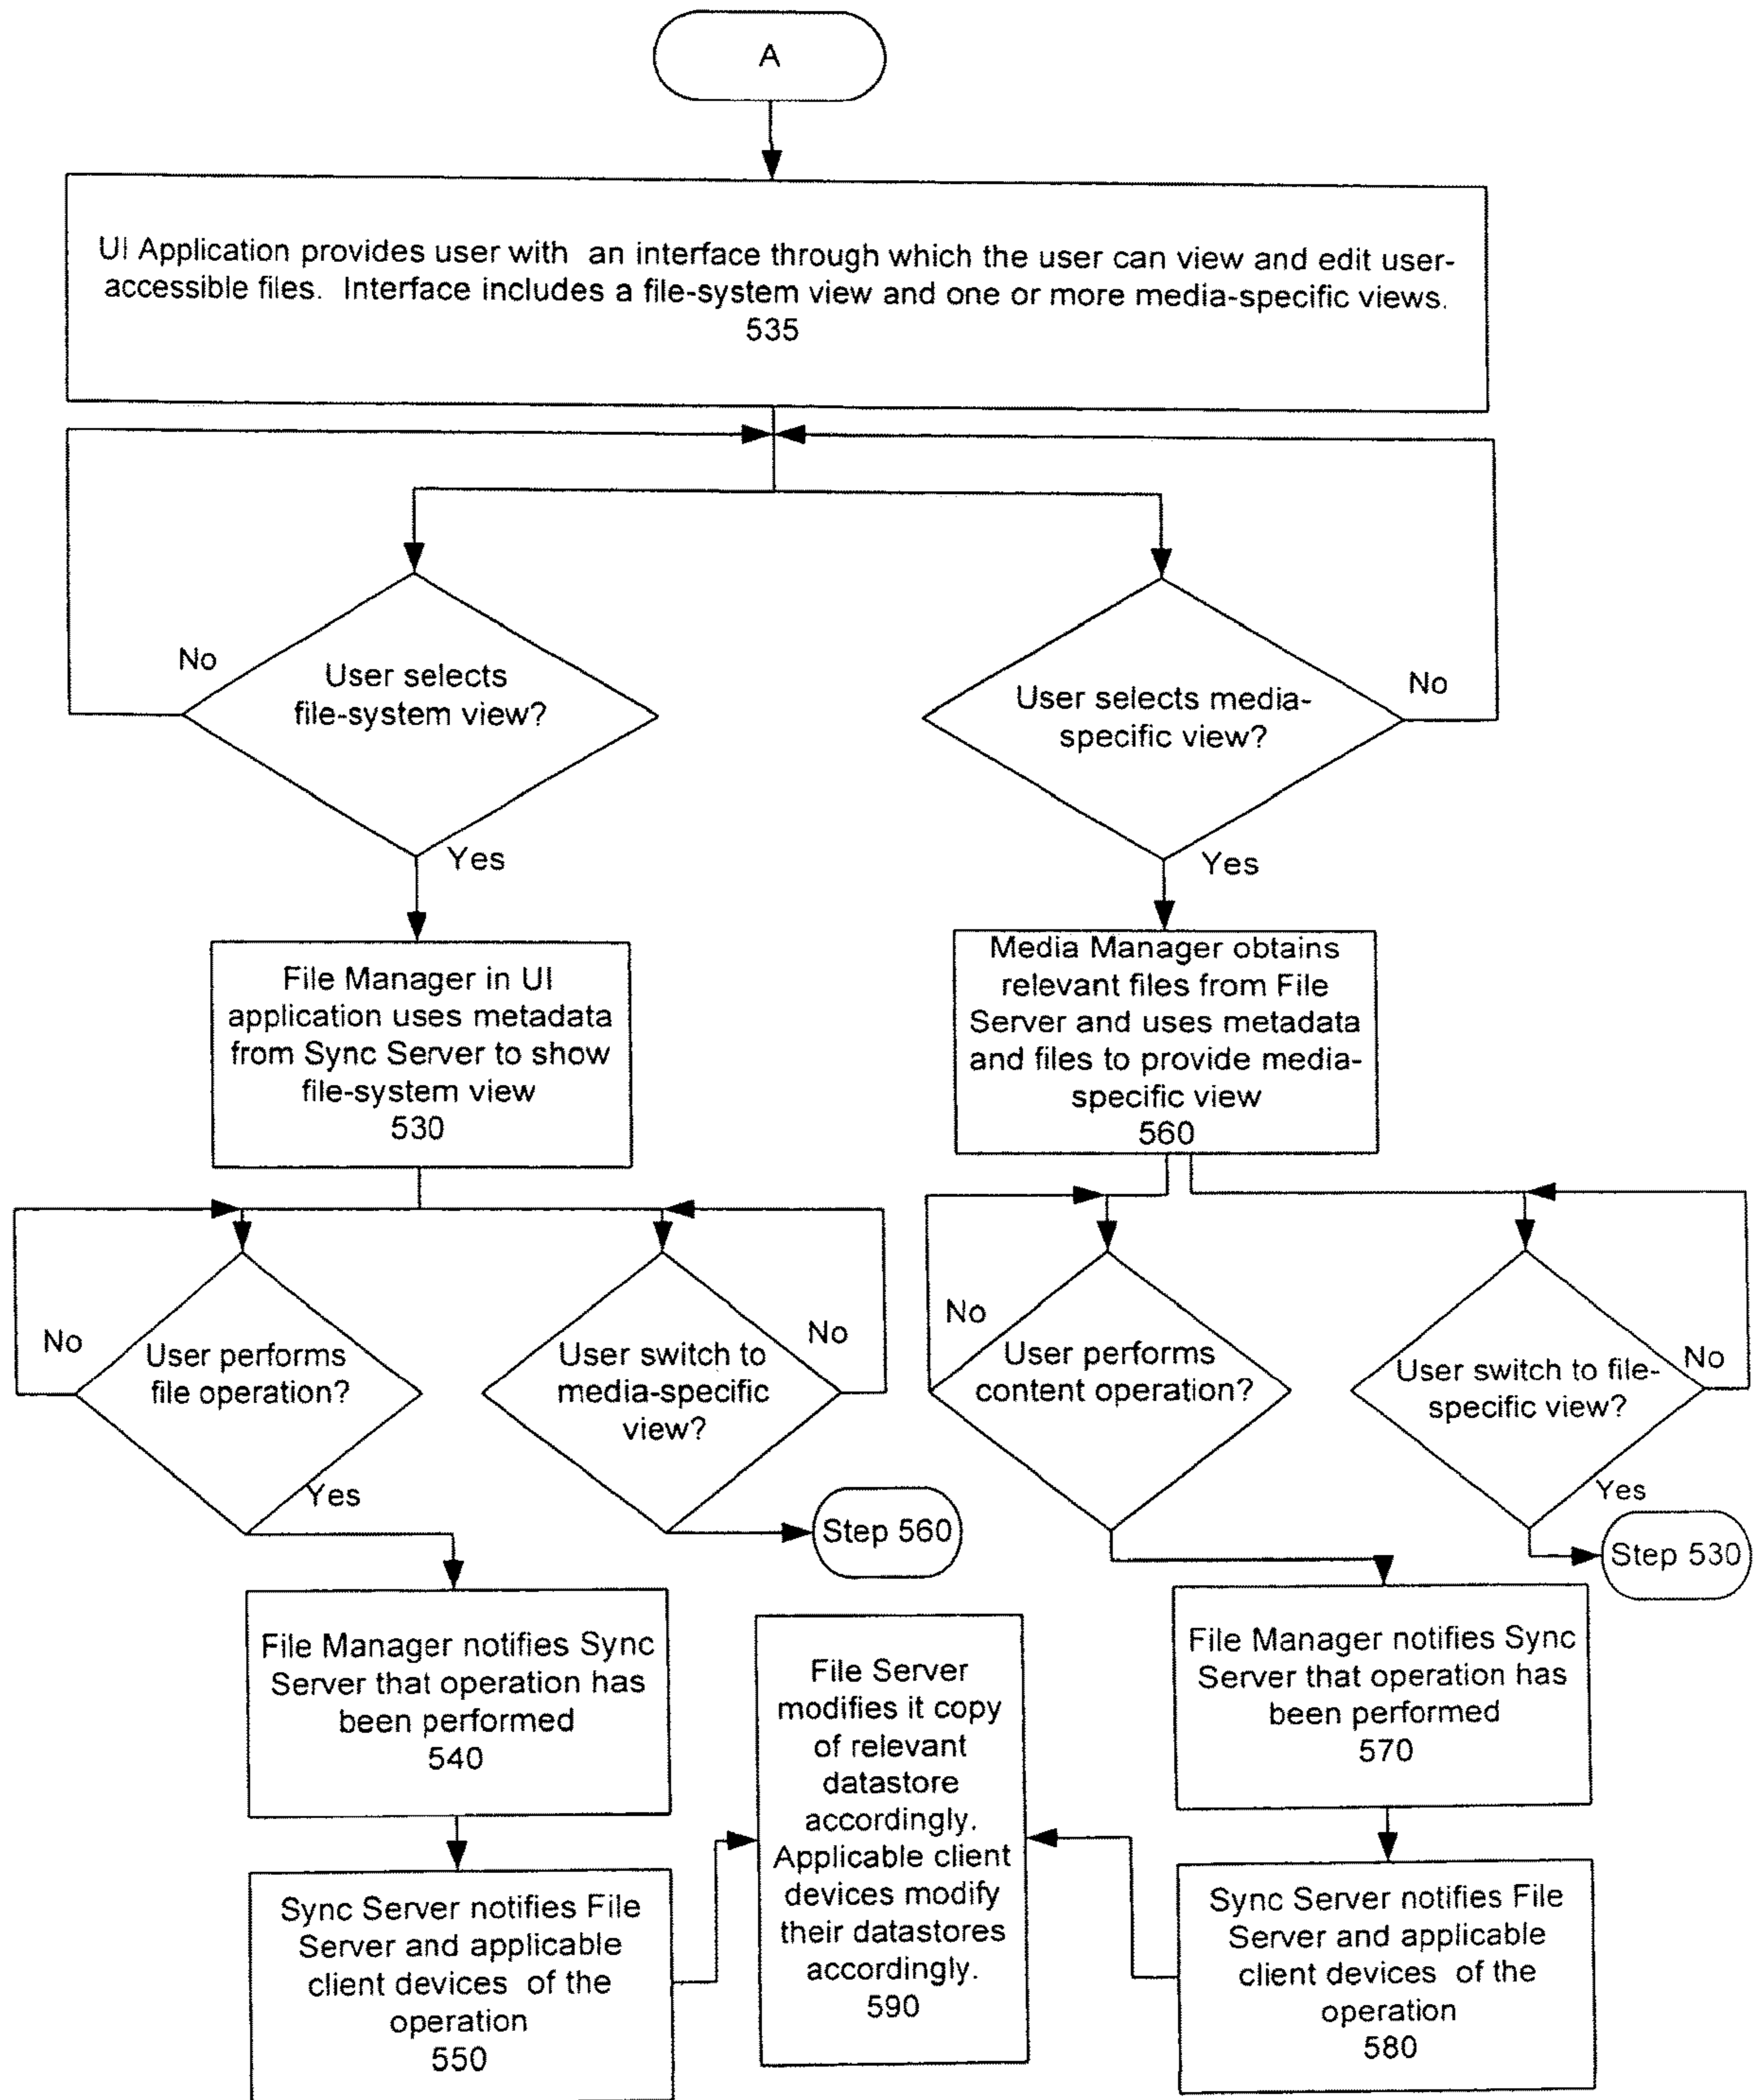 A
UI Application provides user with an interface through which the user can view and edit user-
accessible files. Interface includes a file-system view and one or more media-specific views.
535
No
User selects
file-system view?
Yes
User selects media-
specific view?
No
Yes
File Manager in UI
application uses metadata
from Sync Server to show
file-system view
530
Media Manager obtains
relevant files from File
Server and uses metadata
and files to provide media-
specific view
560
No
User performs
file operation?
Yes
User switch to
media-specific
view?
No
Step 560
No
User performs
content operation?
User switch to file-
specific view?
No
Yes
Step 530
File Manager notifies Sync
Server that operation has
been performed
540
File Server
modifies it copy
of relevant
datastore
accordingly.
Applicable client
devices modify
their datastores
accordingly.
590
File Manager notifies Sync
Server that operation has
been performed
570
Sync Server notifies File
Server and applicable
client devices of the
operation
550
Sync Server notifies File
Server and applicable
client devices of the
operation
580